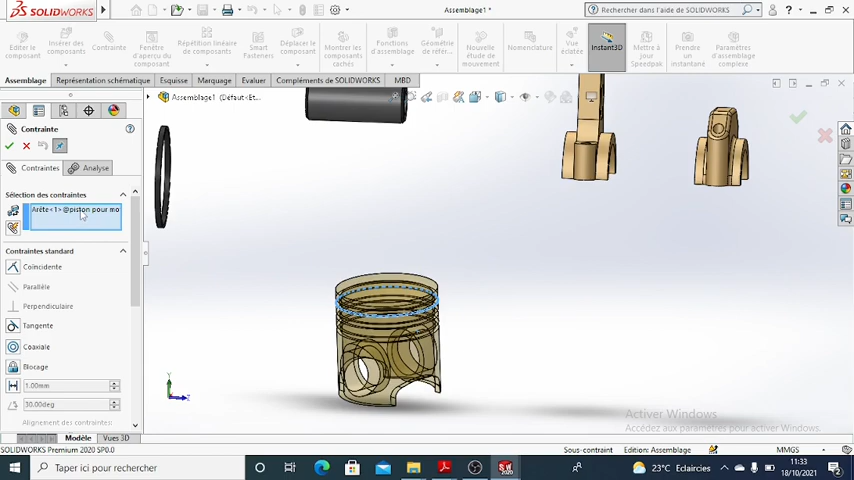 SOLIDWORKS
Assemblage1 *
Rechercher dans l'aide de SOLIDWORKS
Editer le composant
Insérer des composants
Contrainte
Fenêtre d'aperçu du composant
Répétition linéaire de composants
Smart Fasteners
Déplacer le composant
Montrer les composants cachés
Fonctions d'assemblage
Géométrie de référ...
Nouvelle étude de mouvement
Nomenclature
Vue éclatée
Instant3D
Mettre à jour Speedpak
Prendre un instantané
Paramètres d'assemblage complexe
Assemblage
Représentation schématique
Esquisse
Marquage
Evaluer
Compléments de SOLIDWORKS
MBD
Assemblage1 (Défaut<Et...
Contrainte
Contraintes
Analyse
Sélection des contraintes
Arête<1> @piston pour mo
Contraintes standard
Coïncidente
Parallèle
Perpendiculaire
Tangente
Coaxiale
Blocage
1.00mm
30.00deg
Alignement des contraintes:
Y
Z
Activer Windows
Accédez aux paramètres pour activer Windows.
Modèle
Vues 3D
SOLIDWORKS Premium 2020 SP0.0
Sous-contraint
Edition: Assemblage
MMGS
Taper ici pour rechercher
SW
2020
23°C Eclaircies
11:33
18/10/2021
2